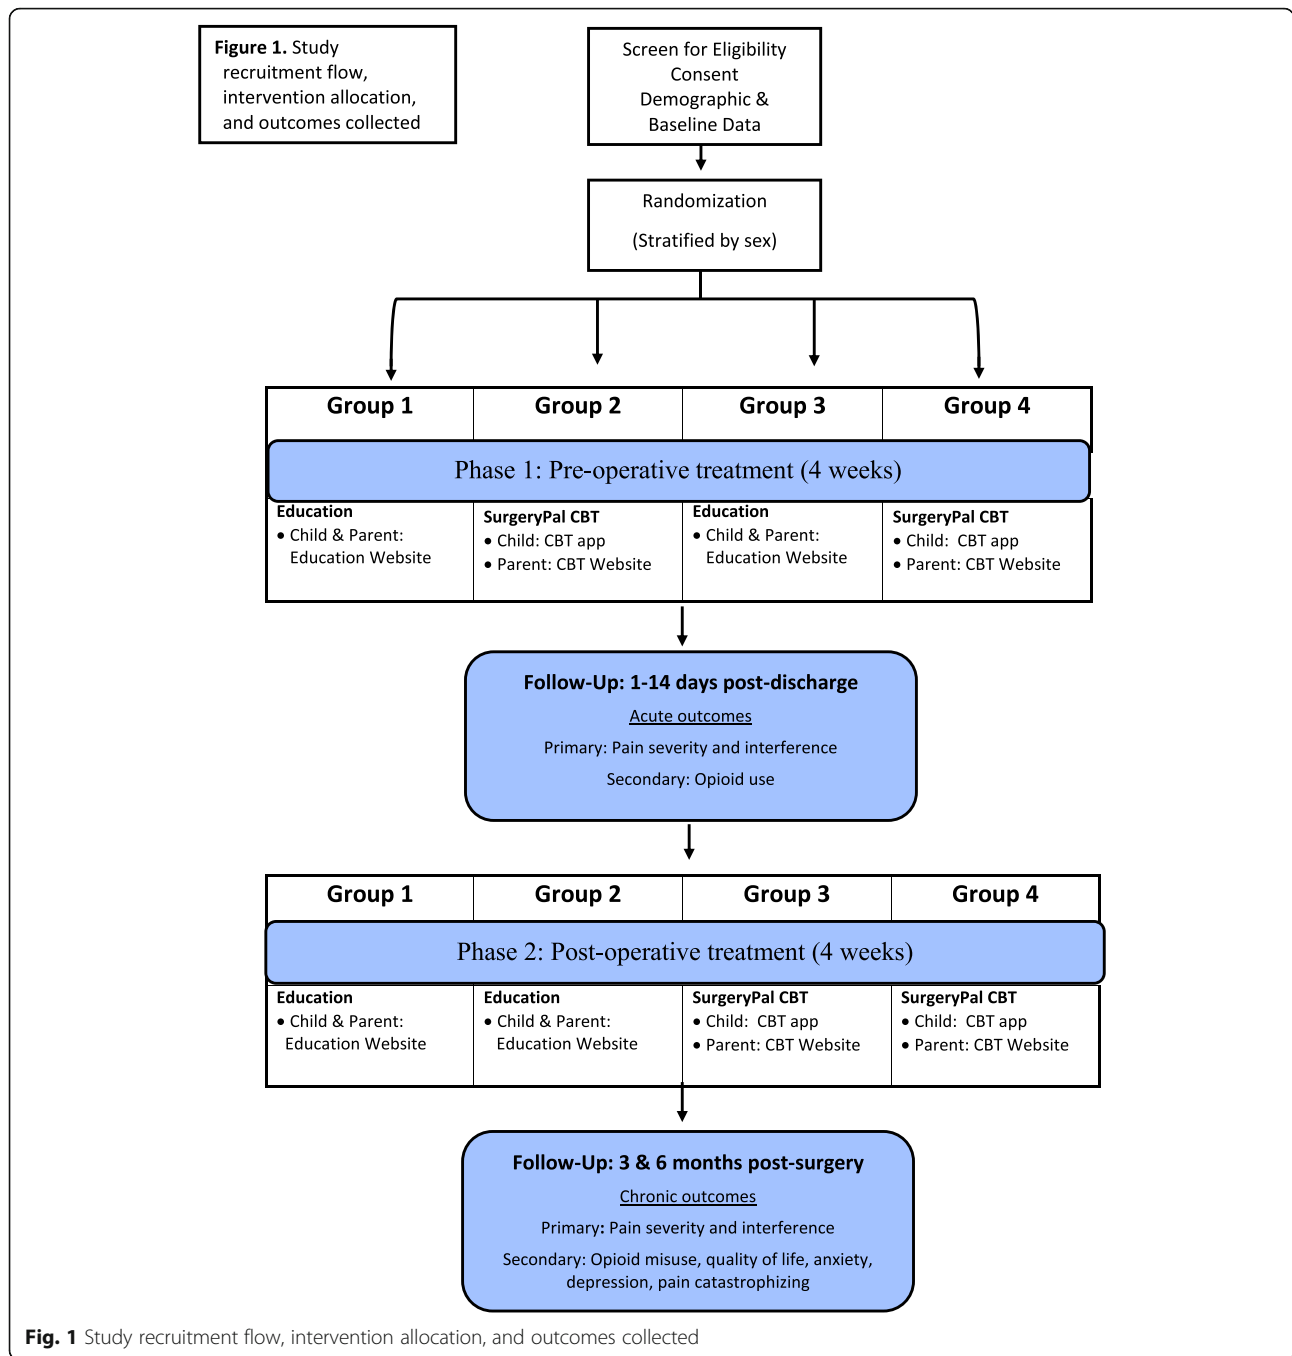 Figure 1. Study
recruitment flow,
intervention allocation,
and outcomes collected
Screen for Eligibility
Consent
Demographic &
Baseline Data
Randomization
(Stratified by sex)
Group 1
Group 2
Group 3
Group 4
Phase 1: Pre-operative treatment (4 weeks)
Education
• Child & Parent:
Education Website
SurgeryPal CBT
• Child: CBT app
• Parent: CBT Website
Education
• Child & Parent:
Education Website
SurgeryPal CBT
• Child: CBT app
• Parent: CBT Website
Follow-Up: 1-14 days post-discharge
Acute outcomes
Primary: Pain severity and interference
Secondary: Opioid use
Group 1
Group 2
Group 3
Group 4
Phase 2: Post-operative treatment (4 weeks)
Education
• Child & Parent:
Education Website
Education
• Child & Parent:
Education Website
SurgeryPal CBT
• Child: CBT app
• Parent: CBT Website
SurgeryPal CBT
• Child: CBT app
• Parent: CBT Website
Follow-Up: 3 & 6 months post-surgery
Chronic outcomes
Primary: Pain severity and interference
Secondary: Opioid misuse, quality of life, anxiety,
depression, pain catastrophizing
Fig. 1 Study recruitment flow, intervention allocation, and outcomes collected